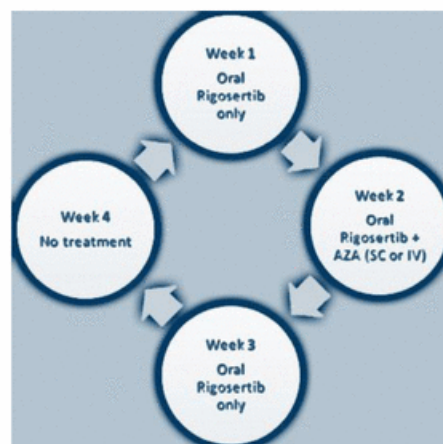 Week 1
Oral
Rigosertib
only
Week 2
Oral
Rigosertib +
AZA (SC or IV)
Week 3
Oral
Rigosertib
only
Week 4
No treatment